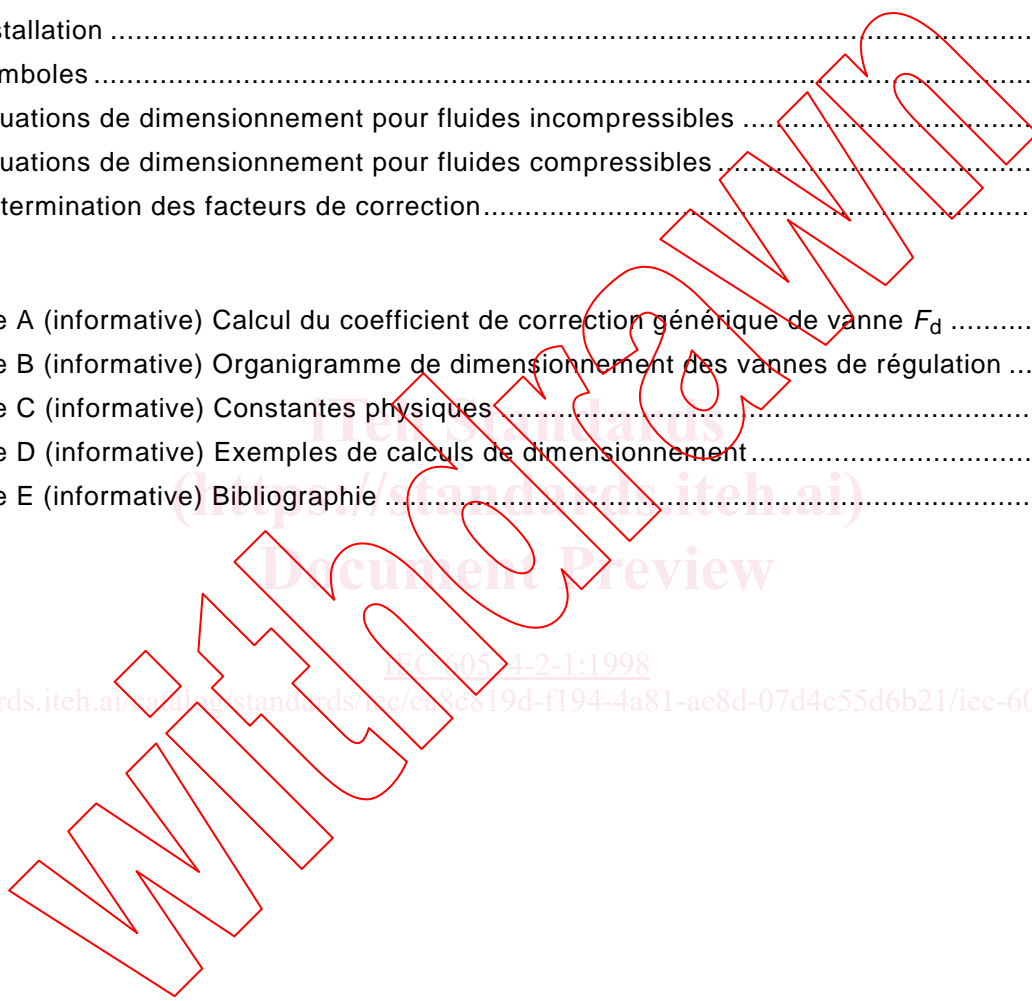 stallation
mboles
uations de dimensionnement pour fluides incompressibles
uations de dimensionnement pour fluides compressibles
termination des facteurs de correction
e A (informative) Calcul du coefficient de correction générique de vanne Fd
e B (informative) Organigramme de dimensionnement des vannes de régulation
e C (informative) Constantes physiques
e D (informative) Exemples de calculs de dimensionnement
e E (informative) Bibliographie
iTeh Standards
(https://standards.iteh.ai)
Document Preview
IEC 60534-2-1:1998
rds.iteh.ai/catalog/standards/iec/ca8c819d-f194-4a81-ae8d-07d4c55d6b21/iec-60
withdrawn